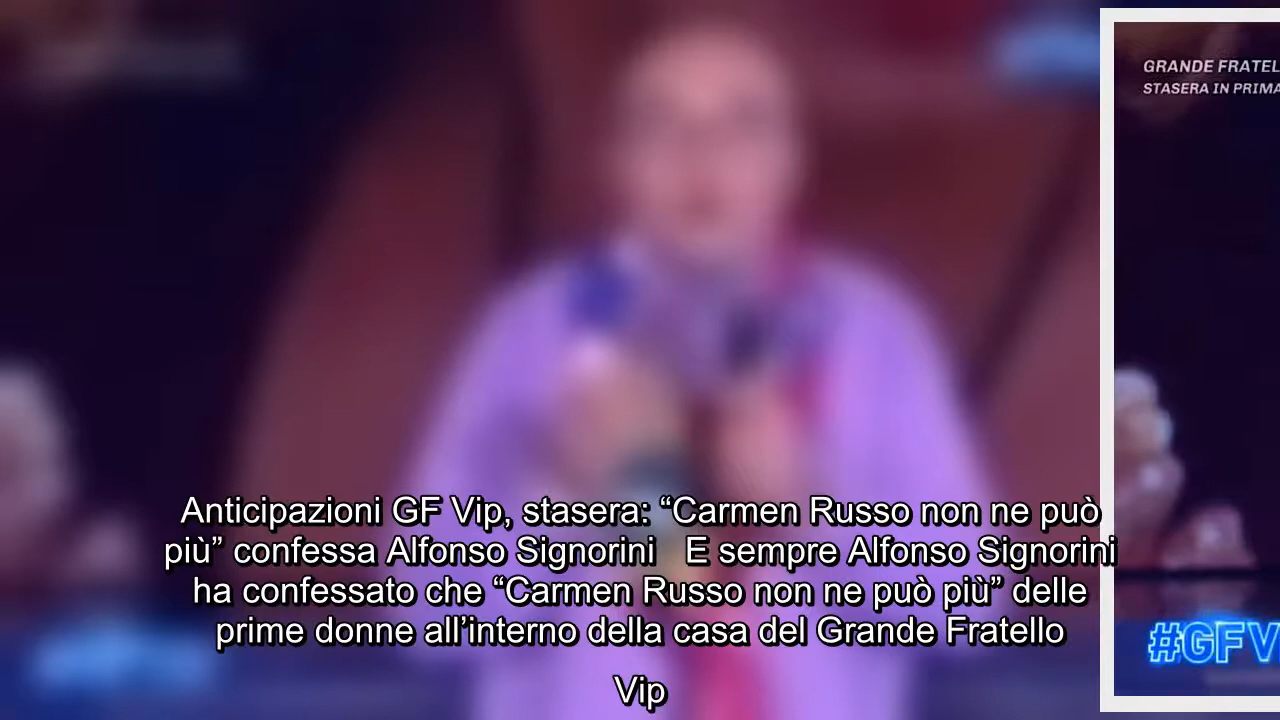 GRANDE FRATEL
STASERA IN PRIMA
Anticipazioni GF Vip, stasera: “Carmen Russo non ne può
più” confessa Alfonso Signorini   E sempre Alfonso Signorini
ha confessato che “Carmen Russo non ne può più” delle
prime donne all’interno della casa del Grande Fratello
Vip
#GFV